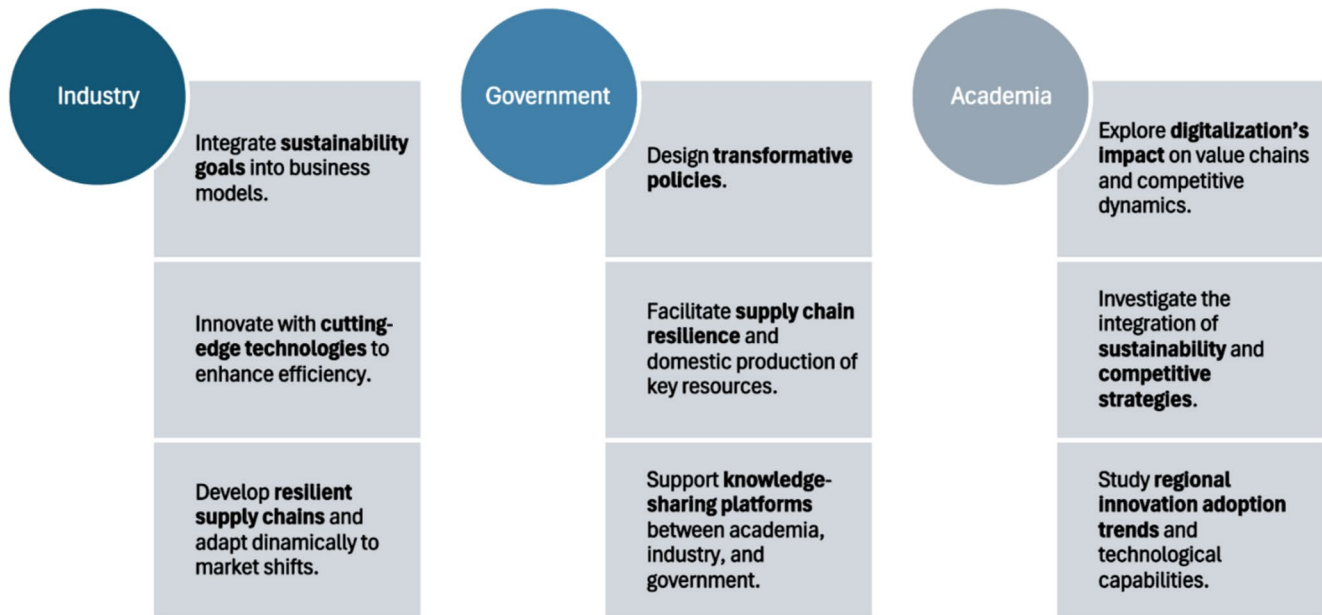 Industry
Integrate sustainability
goals into business
models.
Innovate with cutting-
edge technologies to
enhance efficiency.
Develop resilient
supply chains and
adapt dinamically to
market shifts.
Government
Design transformative
policies.
Facilitate supply chain
resilience and
domestic production of
key resources.
Support knowledge-
sharing platforms
between academia,
industry, and
government.
Academia
Explore digitalization’s
impact on value chains
and competitive
dynamics.
Investigate the
integration of
sustainability and
competitive
strategies.
Study regional
innovation adoption
trends and
technological
capabilities.